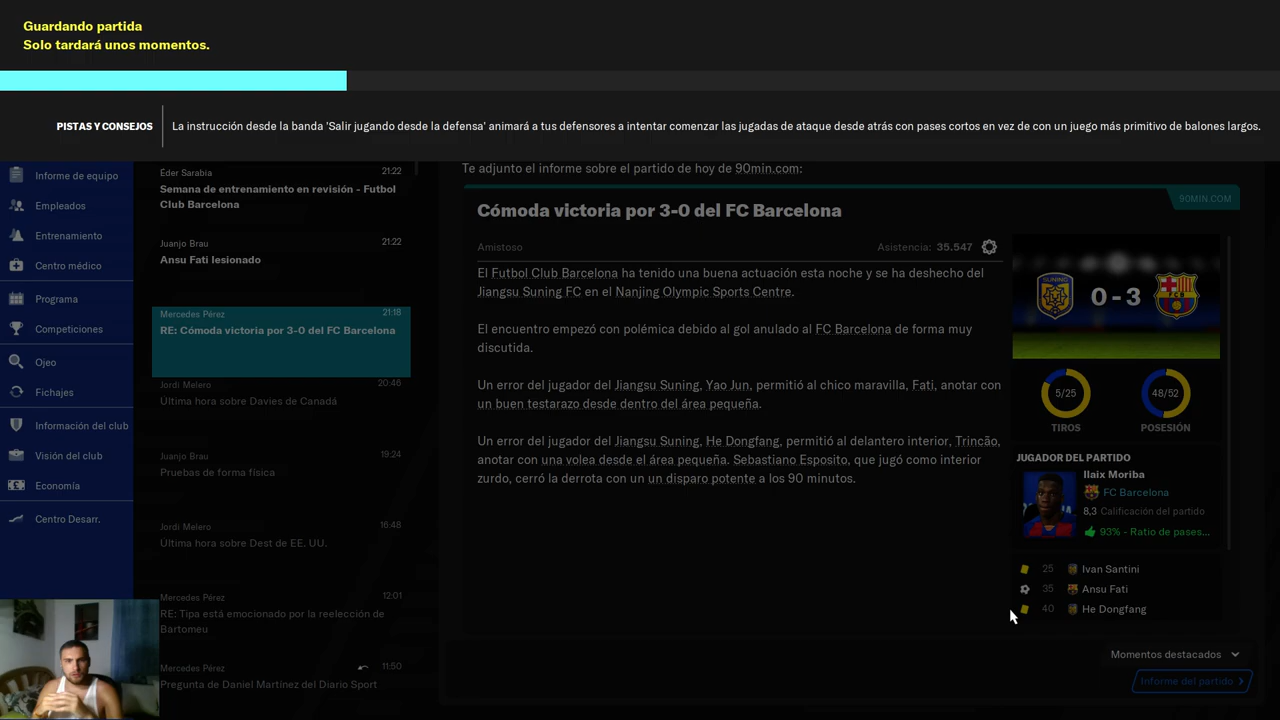 Guardando partida
Solo tardará unos momentos.
PISTAS Y CONSEJOS
La instrucción desde la banda 'Salir jugando desde la defensa' animará a tus defensores a intentar comenzar las jugadas de ataque desde atrás con pases cortos en vez de con un juego más primitivo de balones largos.
Informe de equipo
Empleados
Entrenamiento
Centro médico
Programa
Competiciones
Ojeo
Fichajes
Información del club
Visión del club
Economía
Centro Desarr.
Éder Sarabia 21:22
Semana de entrenamiento en revisión - Futbol
Club Barcelona
Juanjo Brau 21:22
Ansu Fati lesionado
Mercedes Pérez 21:18
RE: Cómoda victoria por 3-0 del FC Barcelona
Jordi Melero 20:46
Última hora sobre Davies de Canadá
Juanjo Brau 19:24
Pruebas de forma física
Jordi Melero 16:48
Última hora sobre Dest de EE. UU.
Mercedes Pérez 12:01
RE: Tipa está emocionado por la reelección de
Bartomeu
Mercedes Pérez 11:50
Pregunta de Daniel Martínez del Diario Sport
Te adjunto el informe sobre el partido de hoy de 90min.com:
90MIN.COM
Cómoda victoria por 3-0 del FC Barcelona
Amistoso
Asistencia: 35.547
El Futbol Club Barcelona ha tenido una buena actuación esta noche y se ha deshecho del
Jiangsu Suning FC en el Nanjing Olympic Sports Centre.
El encuentro empezó con polémica debido al gol anulado al FC Barcelona de forma muy
discutida.
Un error del jugador del Jiangsu Suning, Yao Jun, permitió al chico maravilla, Fati, anotar con
un buen testarazo desde dentro del área pequeña.
Un error del jugador del Jiangsu Suning, He Dongfang, permitió al delantero interior, Trincão,
anotar con una volea desde el área pequeña. Sebastiano Esposito, que jugó como interior
zurdo, cerró la derrota con un disparo potente a los 90 minutos.
0 - 3
5/25
48/52
TIROS
POSESIÓN
JUGADOR DEL PARTIDO
Ilaix Moriba
FC Barcelona
8,3 Calificación del partido
93% - Ratio de pases...
25 Ivan Santini
35 Ansu Fati
40 He Dongfang
Momentos destacados
Informe del partido